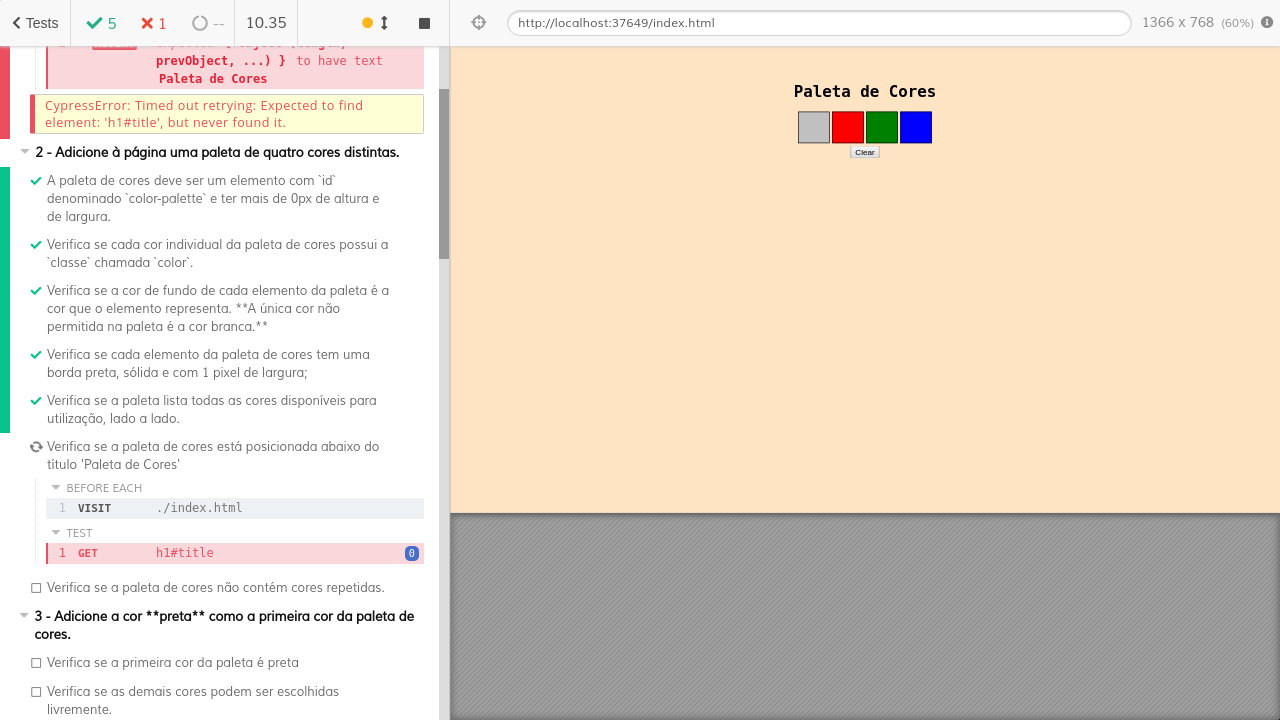 Tests
5
1
--
10.35
http://localhost:37649/index.html
1366 x 768 (60%)
prevObject, ...) } to have text
Paleta de Cores
CypressError: Timed out retrying: Expected to find
element: 'h1#title', but never found it.
2 - Adicione à página uma paleta de quatro cores distintas.
A paleta de cores deve ser um elemento com `id`
denominado `color-palette` e ter mais de 0px de altura e
de largura.
Verifica se cada cor individual da paleta de cores possui a
`classe` chamada `color`.
Verifica se a cor de fundo de cada elemento da paleta é a
cor que o elemento representa. **A única cor não
permitida na paleta é a cor branca.**
Verifica se cada elemento da paleta de cores tem uma
borda preta, sólida e com 1 pixel de largura;
Verifica se a paleta lista todas as cores disponíveis para
utilização, lado a lado.
Verifica se a paleta de cores está posicionada abaixo do
título 'Paleta de Cores'
BEFORE EACH
1 VISIT ./index.html
TEST
1 GET h1#title 0
Verifica se a paleta de cores não contém cores repetidas.
3 - Adicione a cor **preta** como a primeira cor da paleta de
cores.
Verifica se a primeira cor da paleta é preta
Verifica se as demais cores podem ser escolhidas
livremente.
Paleta de Cores
Clear